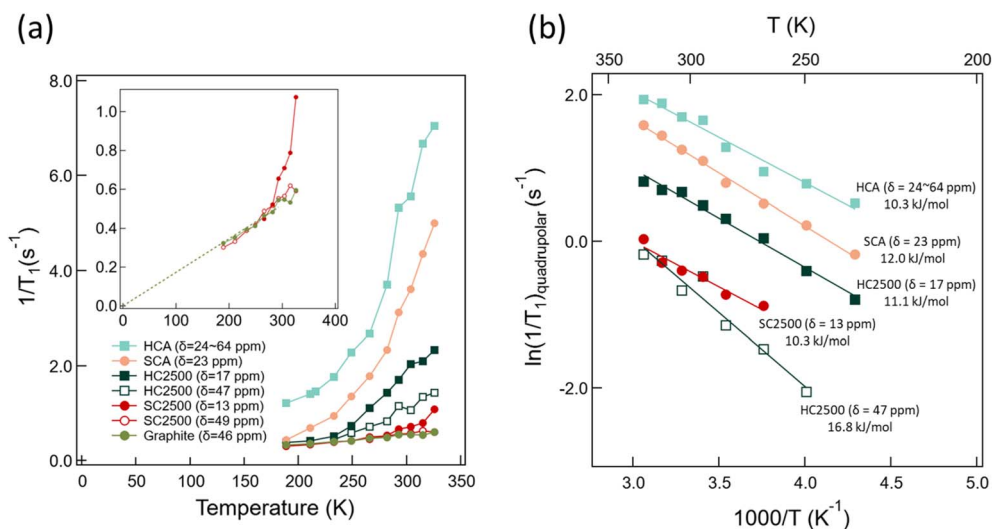 (a)
8.0
6.0
4.0
2.0
0.0
1/T₁(s⁻¹)
1.0
0.8
0.6
0.4
0.2
0.0
0 100 200 300 400
HCA (δ=24~64 ppm)
SCA (δ=23 ppm)
HC2500 (δ=17 ppm)
HC2500 (δ=47 ppm)
SC2500 (δ=13 ppm)
SC2500 (δ=49 ppm)
Graphite (δ=46 ppm)
0 50 100 150 200 250 300 350
Temperature (K)
(b)
T (K)
350 300 250 200
2.0
0.0
-2.0
ln(1/T₁)quadrupolar (s⁻¹)
HCA (δ = 24~64 ppm)
10.3 kJ/mol
SCA (δ = 23 ppm)
12.0 kJ/mol
HC2500 (δ = 17 ppm)
11.1 kJ/mol
SC2500 (δ = 13 ppm)
10.3 kJ/mol
HC2500 (δ = 47 ppm)
16.8 kJ/mol
3.0 3.5 4.0 4.5 5.0
1000/T (K⁻¹)